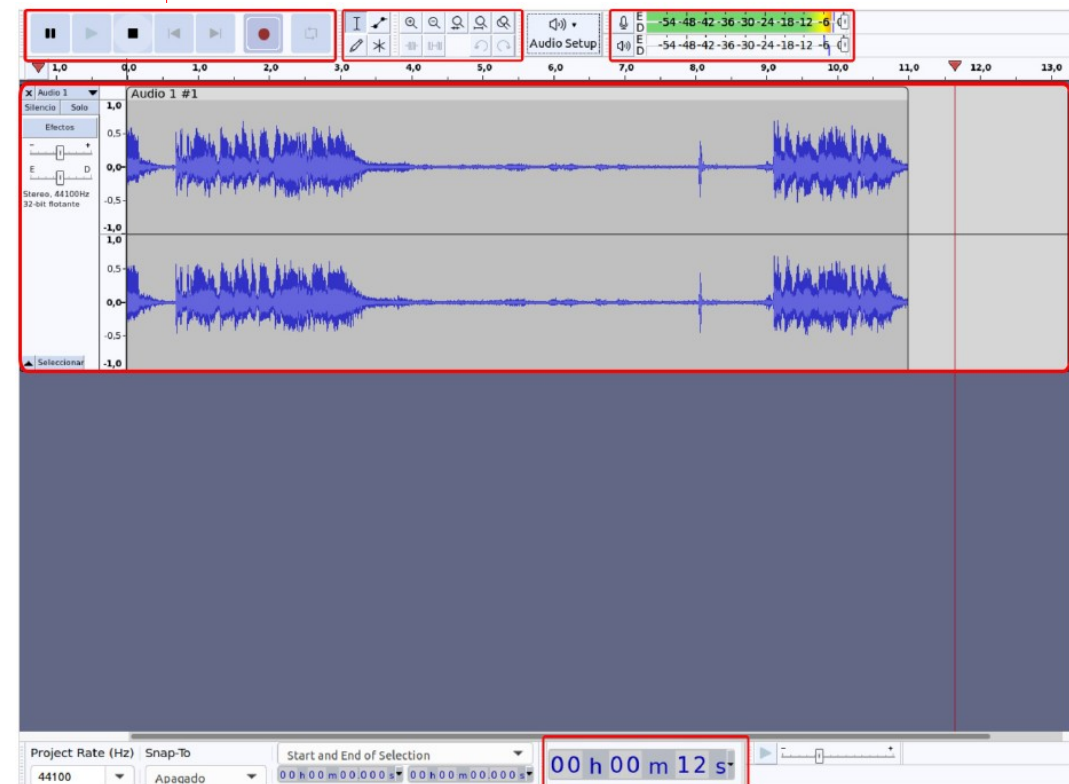 E
D
-54 -48 -42 -36 -30 -24 -18 -12 -6
Audio Setup
E
D
-54 -48 -42 -36 -30 -24 -18 -12 -6
1,0 0,0 1,0 2,0 3,0 4,0 5,0 6,0 7,0 8,0 9,0 10,0 11,0 12,0 13,0
x Audio 1
Audio 1 #1
Silencio Solo
Efectos
- +
E D
Stereo, 44100Hz
32-bit flotante
1,0
0,5
0,0
-0,5
-1,0
1,0
0,5
0,0
-0,5
-1,0
Seleccionar
Project Rate (Hz) Snap-To
Start and End of Selection
44100
Apagado
00 h 00 m 00.000 s 00 h 00 m 00.000 s
00 h 00 m 12 s
- +